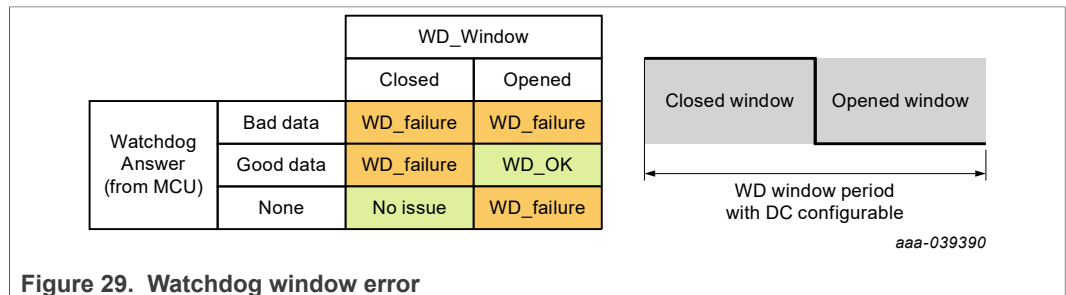 WD_Window
Closed Opened
Watchdog
Answer
(from MCU)
Bad data WD_failure WD_failure
Good data WD_failure WD_OK
None No issue WD_failure
Closed window Opened window
WD window period
with DC configurable
aaa-039390
Figure 29. Watchdog window error